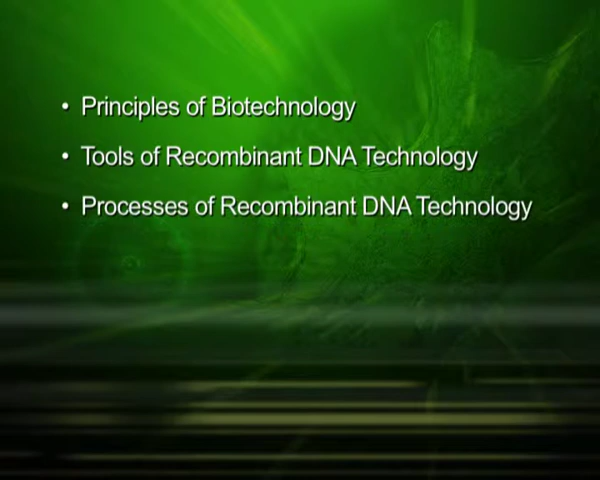 • Principles of Biotechnology
• Tools of Recombinant DNA Technology
• Processes of Recombinant DNA Technology